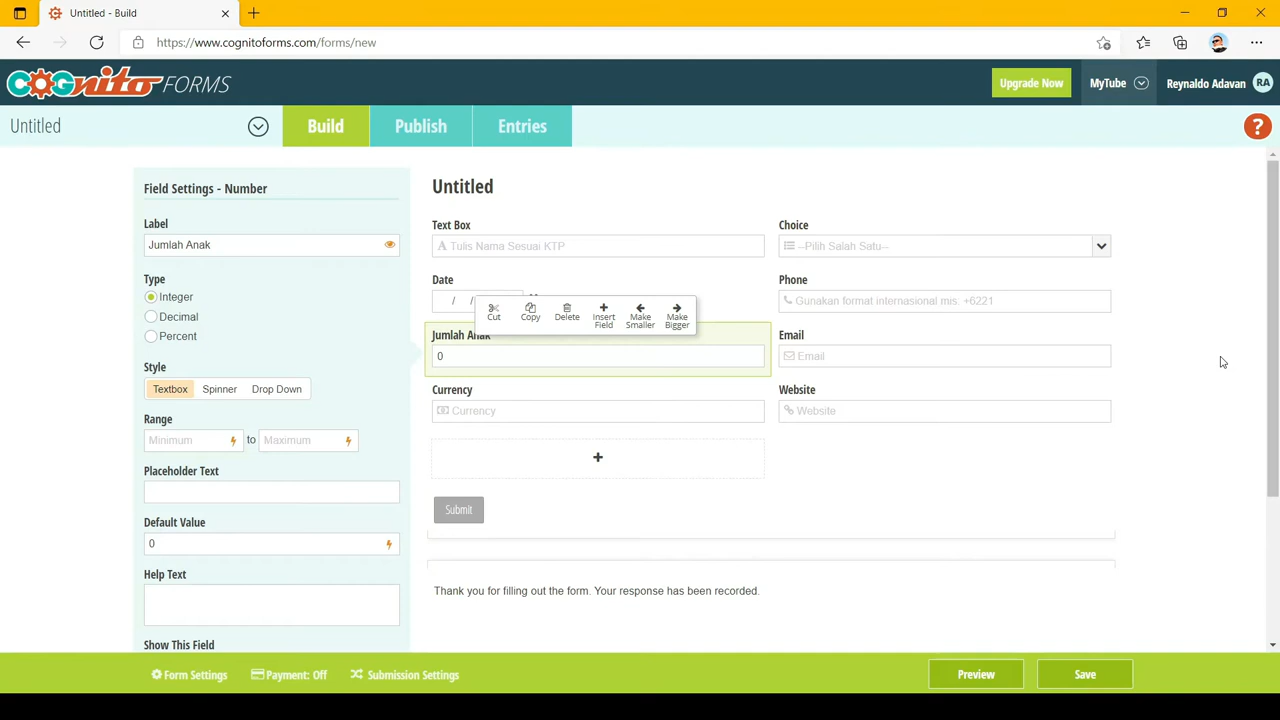 Untitled - Build
https://www.cognitoforms.com/forms/new
COGnito FORMS
Upgrade Now
MyTube
Reynaldo Adavan
RA
Untitled
Build
Publish
Entries
?
Field Settings - Number
Label
Jumlah Anak
Type
Integer
Decimal
Percent
Style
Textbox
Spinner
Drop Down
Range
Minimum
to
Maximum
Placeholder Text
Default Value
0
Help Text
Show This Field
Untitled
Text Box
Tulis Nama Sesuai KTP
Choice
--Pilih Salah Satu--
Date
/ /
Phone
Gunakan format internasional mis: +6221
Cut
Copy
Delete
Insert
Field
Make
Smaller
Make
Bigger
Jumlah Anak
0
Email
Email
Currency
Currency
Website
Website
+
Submit
Thank you for filling out the form. Your response has been recorded.
Form Settings
Payment: Off
Submission Settings
Preview
Save